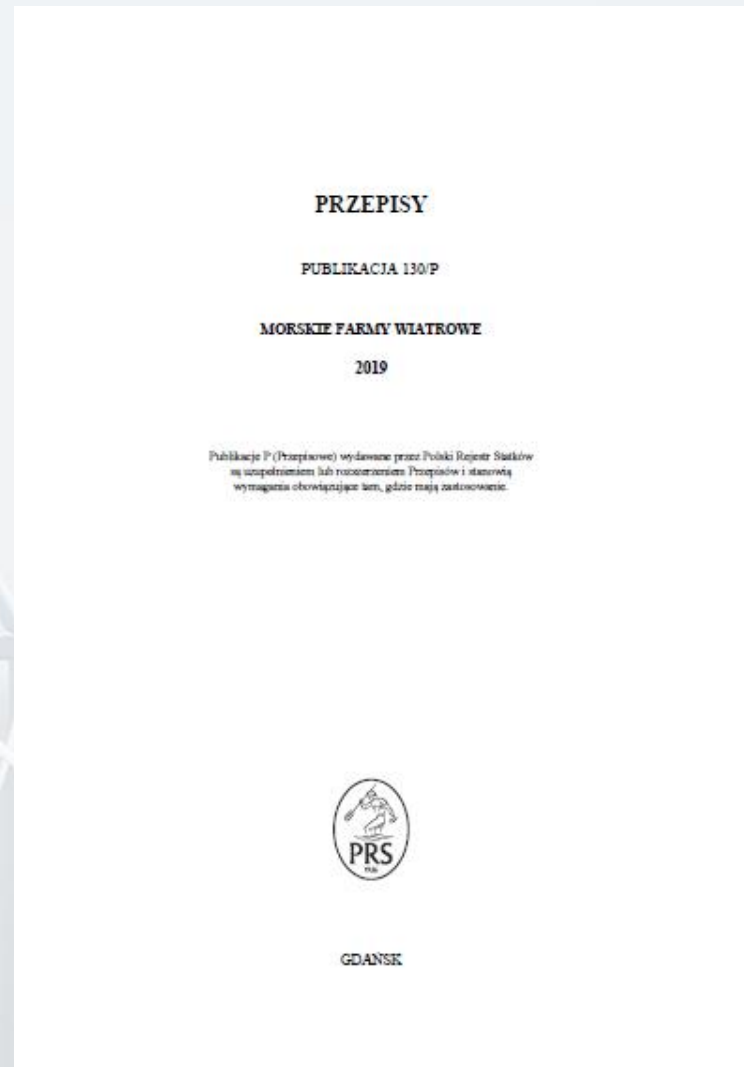 PRZEPISY
PUBLIKACJA 130/P
MORSKIE FARMY WIATROWE
2019
Publikacje P (Przepisowe) wydawane przez Polski Rejestr Statków
są uzupełnieniem lub rozszerzeniem Przepisów i stanowią
wymagania obowiązujące tam, gdzie mają zastosowanie.
PRS
GDAŃSK